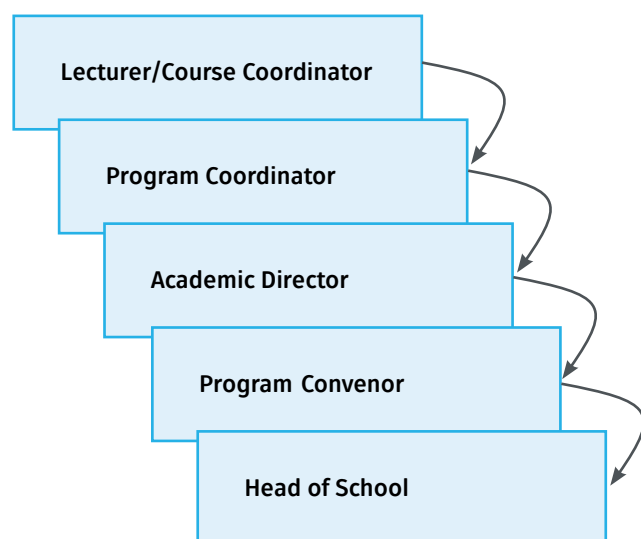 Lecturer/Course Coordinator
Program Coordinator
Academic Director
Program Convenor
Head of School